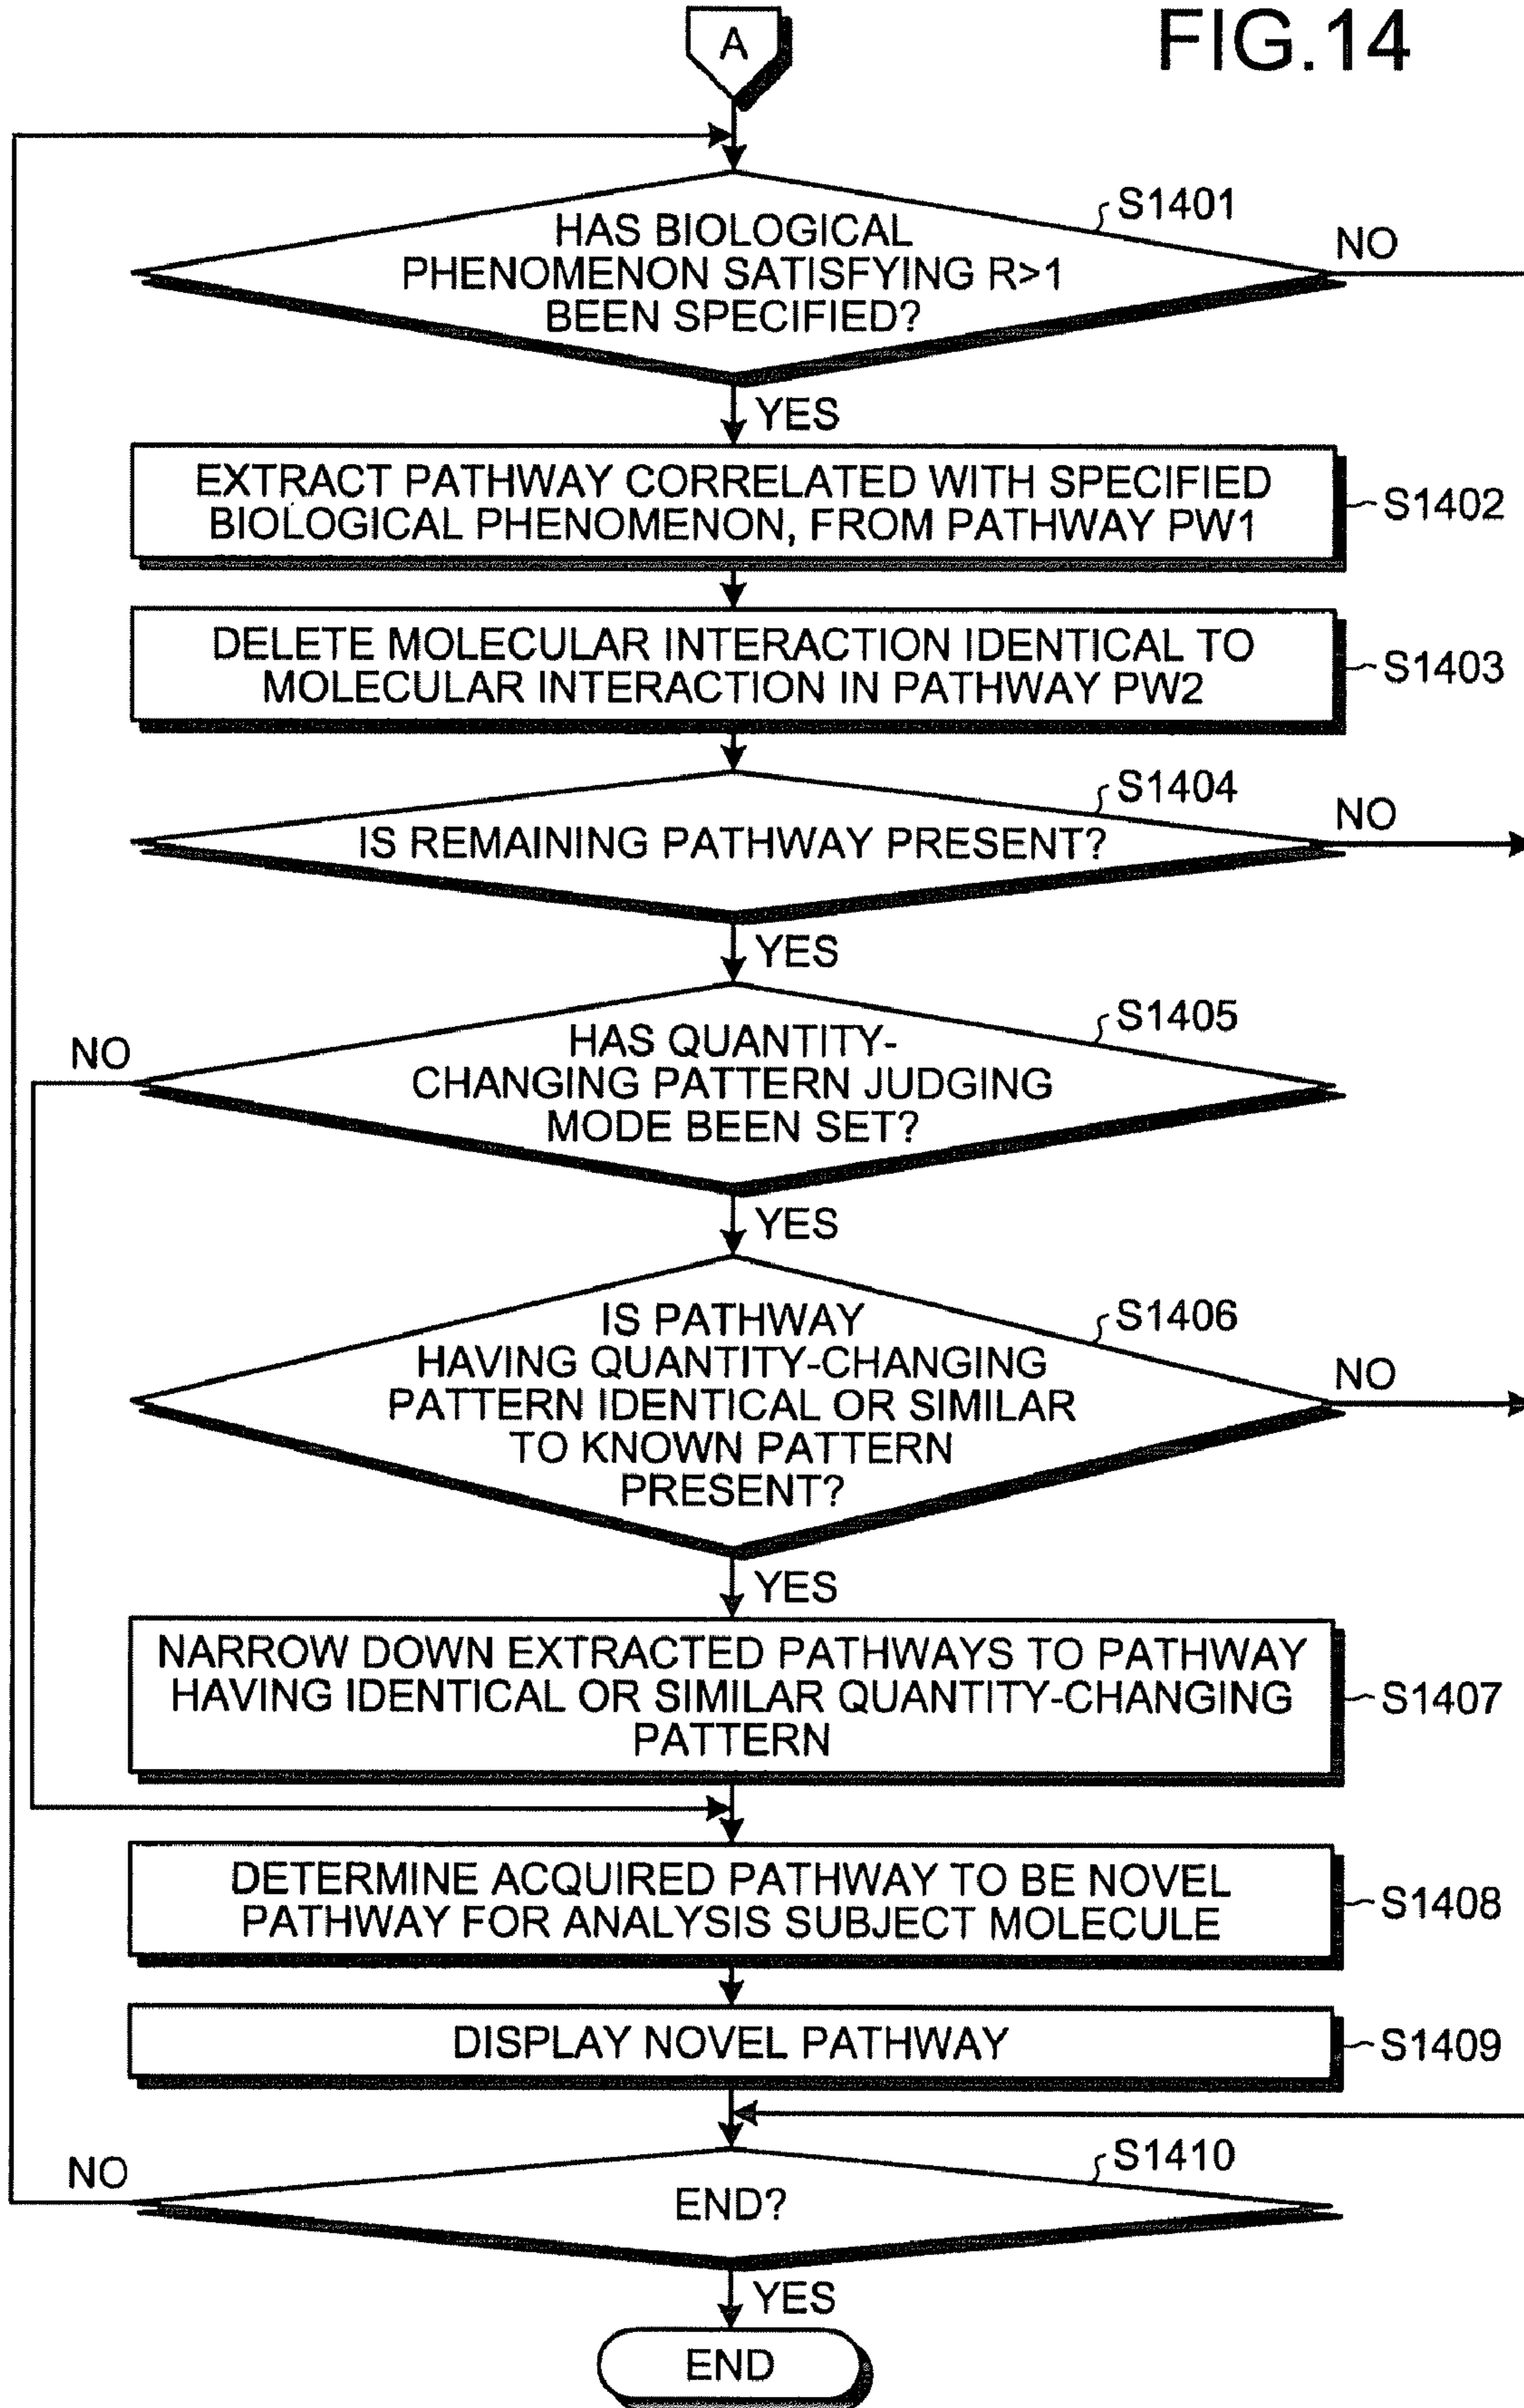 FIG.14
A
S1401
HAS BIOLOGICAL
PHENOMENON SATISFYING R>1
BEEN SPECIFIED?
NO
YES
EXTRACT PATHWAY CORRELATED WITH SPECIFIED
BIOLOGICAL PHENOMENON, FROM PATHWAY PW1
S1402
DELETE MOLECULAR INTERACTION IDENTICAL TO
MOLECULAR INTERACTION IN PATHWAY PW2
S1403
S1404
IS REMAINING PATHWAY PRESENT?
NO
YES
S1405
NO
HAS QUANTITY-
CHANGING PATTERN JUDGING
MODE BEEN SET?
YES
S1406
IS PATHWAY
HAVING QUANTITY-CHANGING
PATTERN IDENTICAL OR SIMILAR
TO KNOWN PATTERN
PRESENT?
NO
YES
NARROW DOWN EXTRACTED PATHWAYS TO PATHWAY
HAVING IDENTICAL OR SIMILAR QUANTITY-CHANGING
PATTERN
S1407
DETERMINE ACQUIRED PATHWAY TO BE NOVEL
PATHWAY FOR ANALYSIS SUBJECT MOLECULE
S1408
DISPLAY NOVEL PATHWAY
S1409
S1410
NO
END?
YES
END